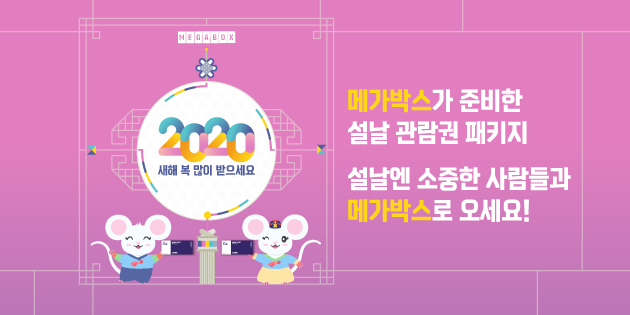 MEGABOX
2020
새해 복 많이 받으세요
메가박스가 준비한
설날 관람권 패키지
설날엔 소중한 사람들과
메가박스로 오세요!